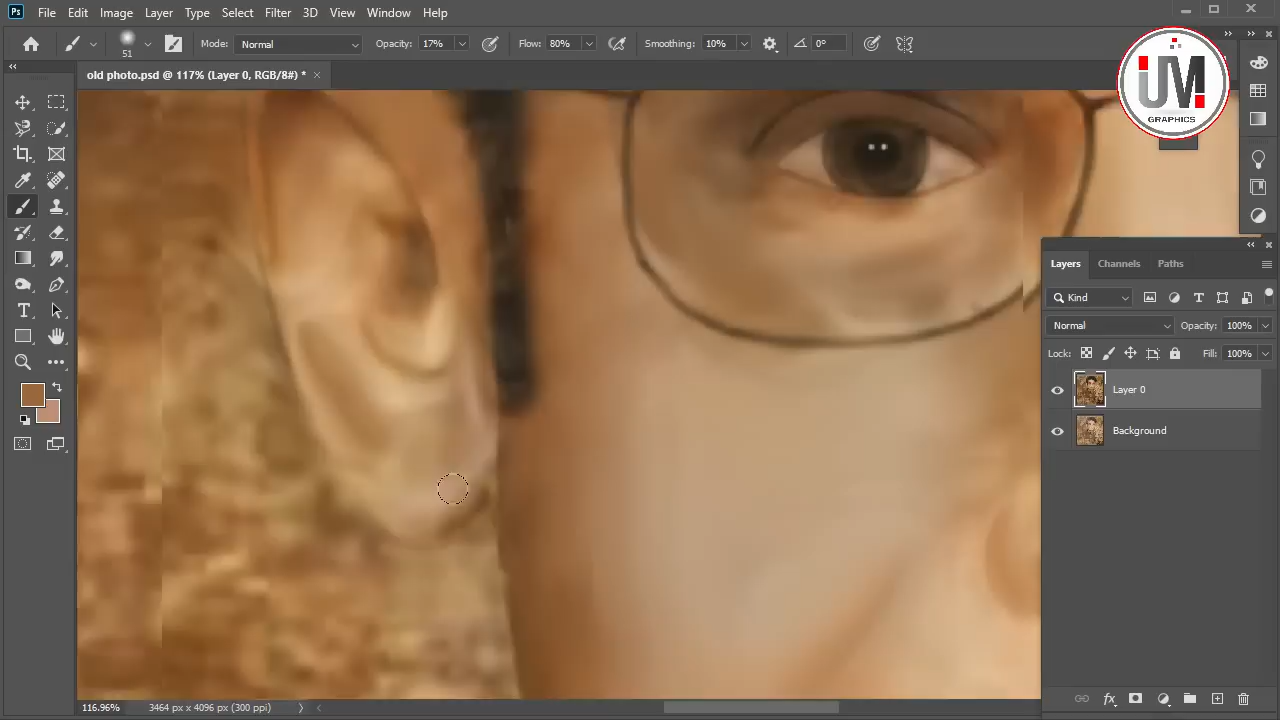 Ps File Edit Image Layer Type Select Filter 3D View Window Help
51 Mode: Normal Opacity: 17% Flow: 80% Smoothing: 10% 0°
old photo.psd @ 117% (Layer 0, RGB/8#) *
UM
GRAPHICS
Layers Channels Paths
Kind
Normal Opacity: 100%
Lock: Fill: 100%
Layer 0
Background
116.96% 3464 px x 4096 px (300 ppi)